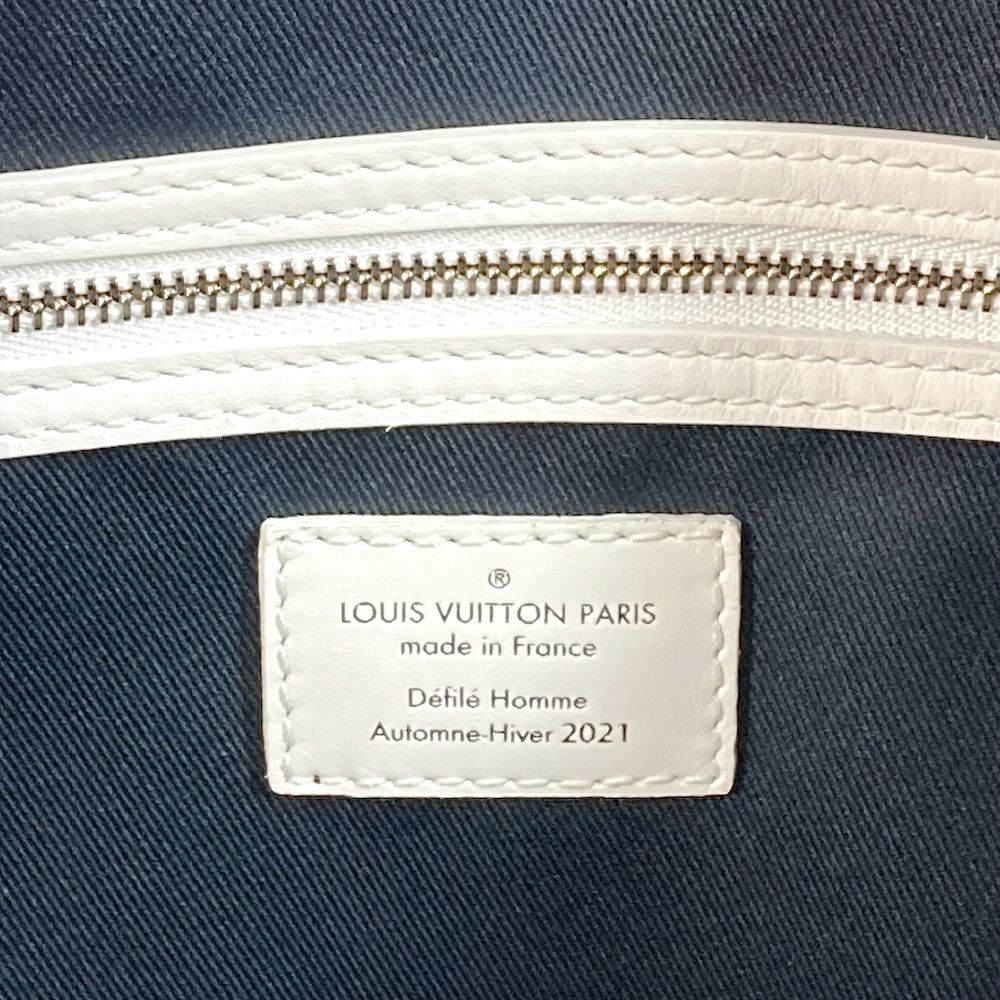 ®
LOUIS VUITTON PARIS
made in France
Défilé Homme
Automne-Hiver 2021